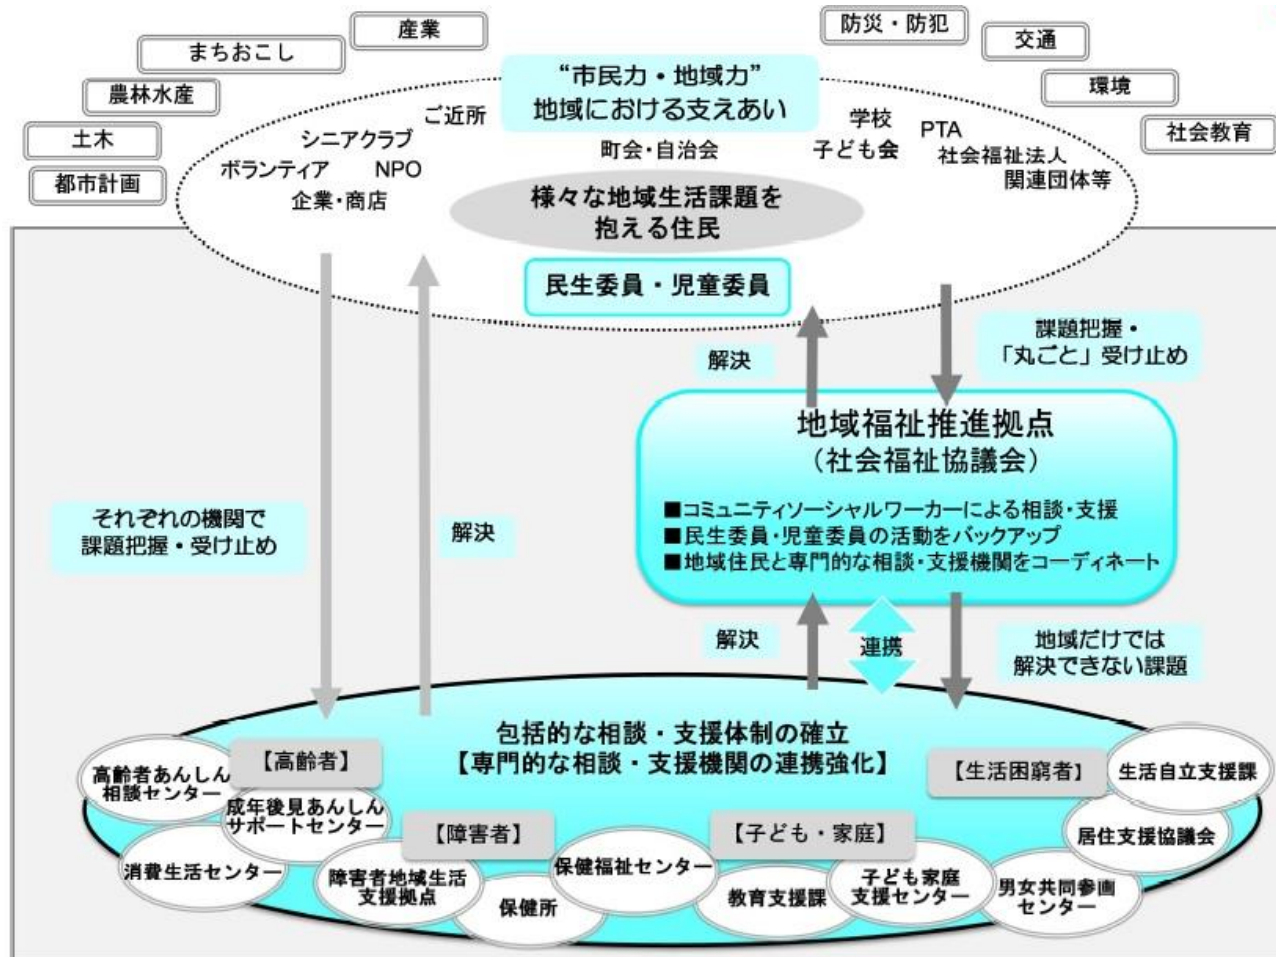 産業
まちおこし
農林水産
土木
都市計画
防災・防犯
交通
環境
社会教育
“市民力・地域力”
地域における支えあい
ご近所
シニアクラブ
ボランティア
NPO
企業・商店
町会・自治会
学校
子ども会
PTA
社会福祉法人
関連団体等
様々な地域生活課題を
抱える住民
民生委員・児童委員
解決
課題把握・
「丸ごと」受け止め
地域福祉推進拠点
（社会福祉協議会）
■コミュニティソーシャルワーカーによる相談・支援
■民生委員・児童委員の活動をバックアップ
■地域住民と専門的な相談・支援機関をコーディネート
それぞれの機関で
課題把握・受け止め
解決
解決
連携
地域だけでは
解決できない課題
包括的な相談・支援体制の確立
【専門的な相談・支援機関の連携強化】
【高齢者】
高齢者あんしん
相談センター
成年後見あんしん
サポートセンター
消費生活センター
【障害者】
障害者地域生活
支援拠点
保健所
保健福祉センター
【子ども・家庭】
教育支援課
子ども家庭
支援センター
【生活困窮者】
生活自立支援課
居住支援協議会
男女共同参画
センター